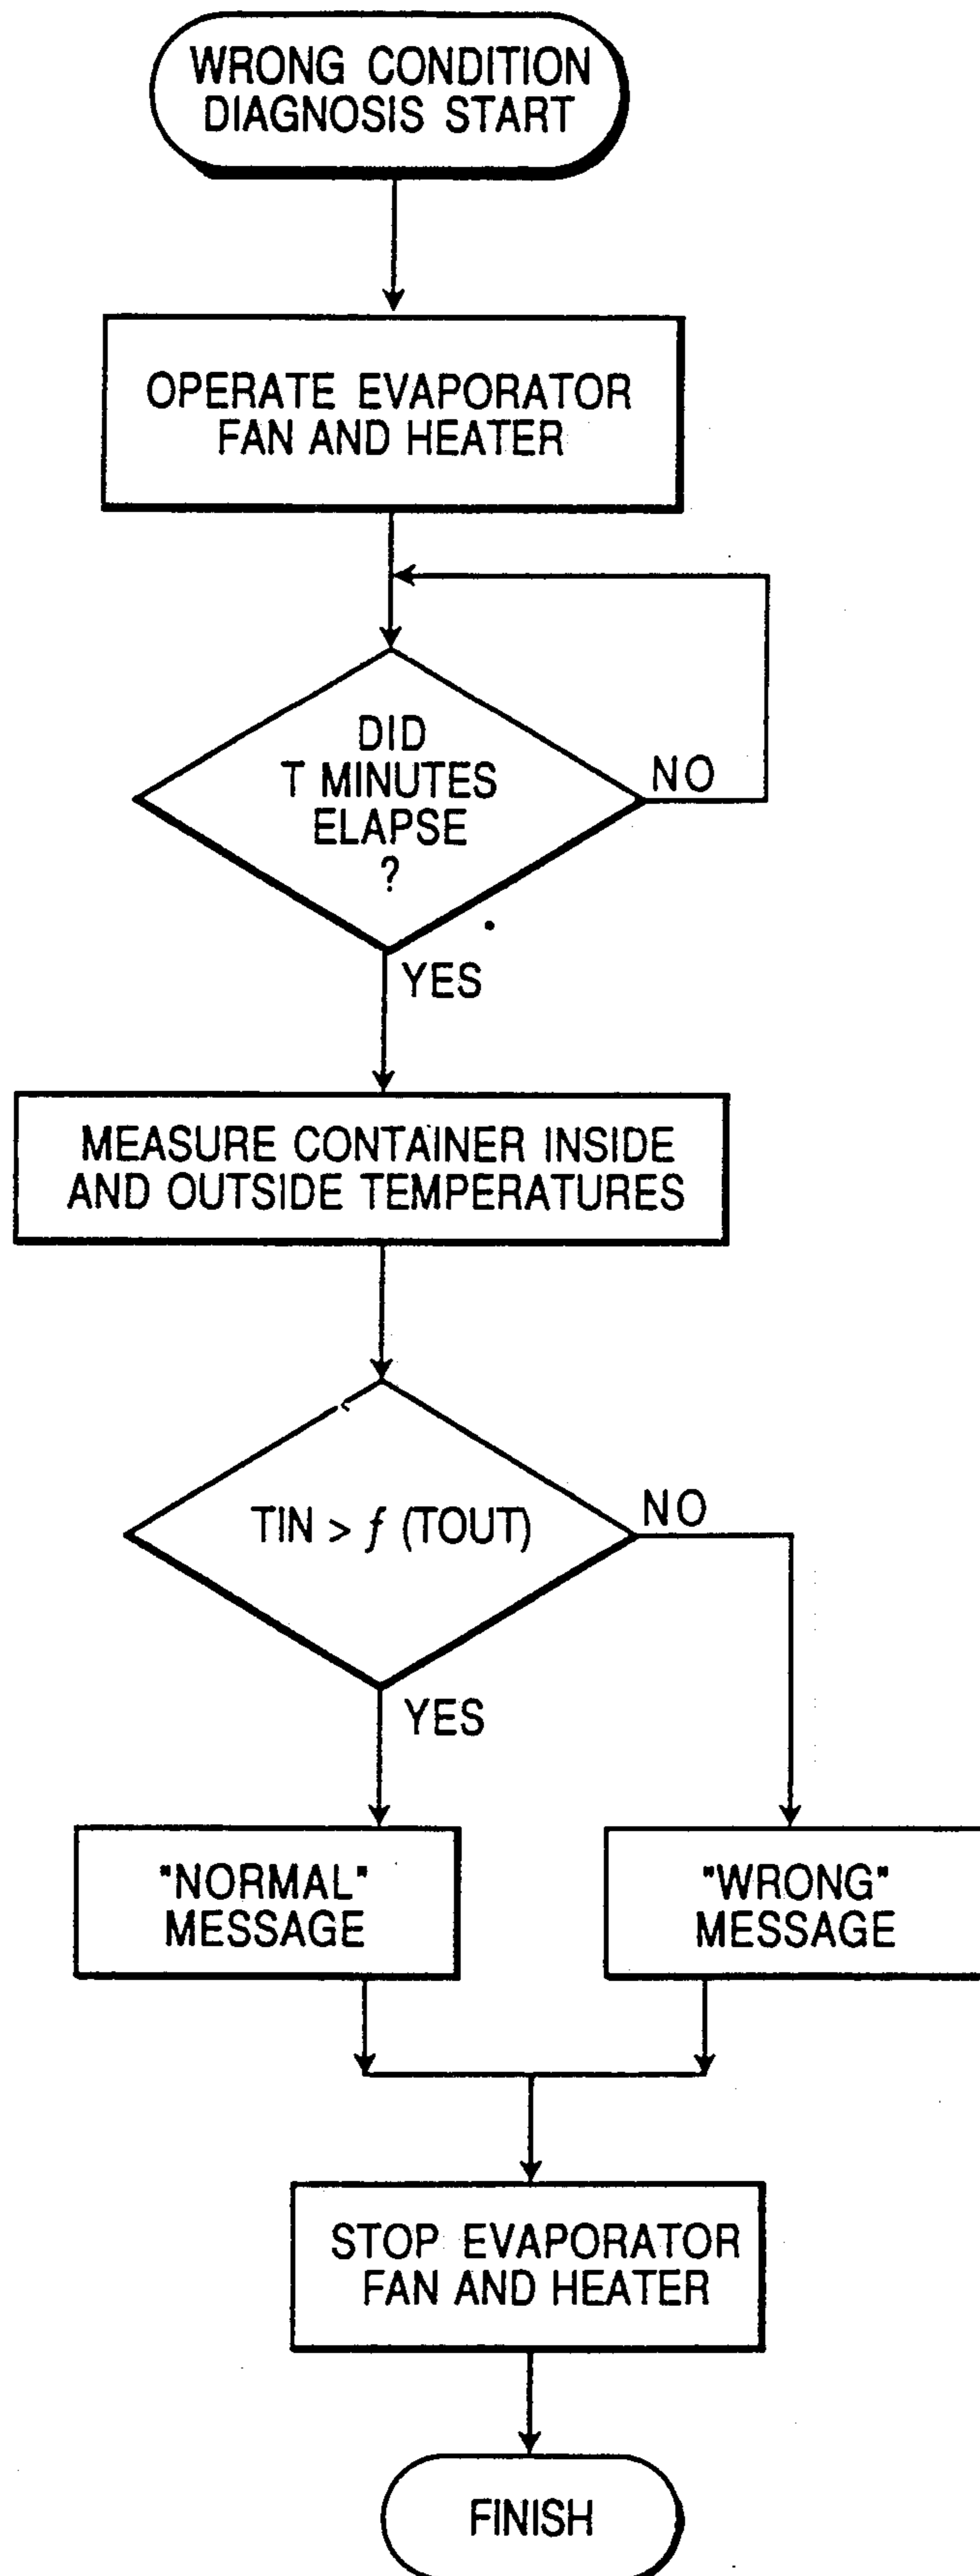 WRONG CONDITION
DIAGNOSIS START
OPERATE EVAPORATOR
FAN AND HEATER
DID
T MINUTES
ELAPSE
?
NO
YES
MEASURE CONTAINER INSIDE
AND OUTSIDE TEMPERATURES
TIN > ƒ (TOUT)
NO
YES
"NORMAL"
MESSAGE
"WRONG"
MESSAGE
STOP EVAPORATOR
FAN AND HEATER
FINISH